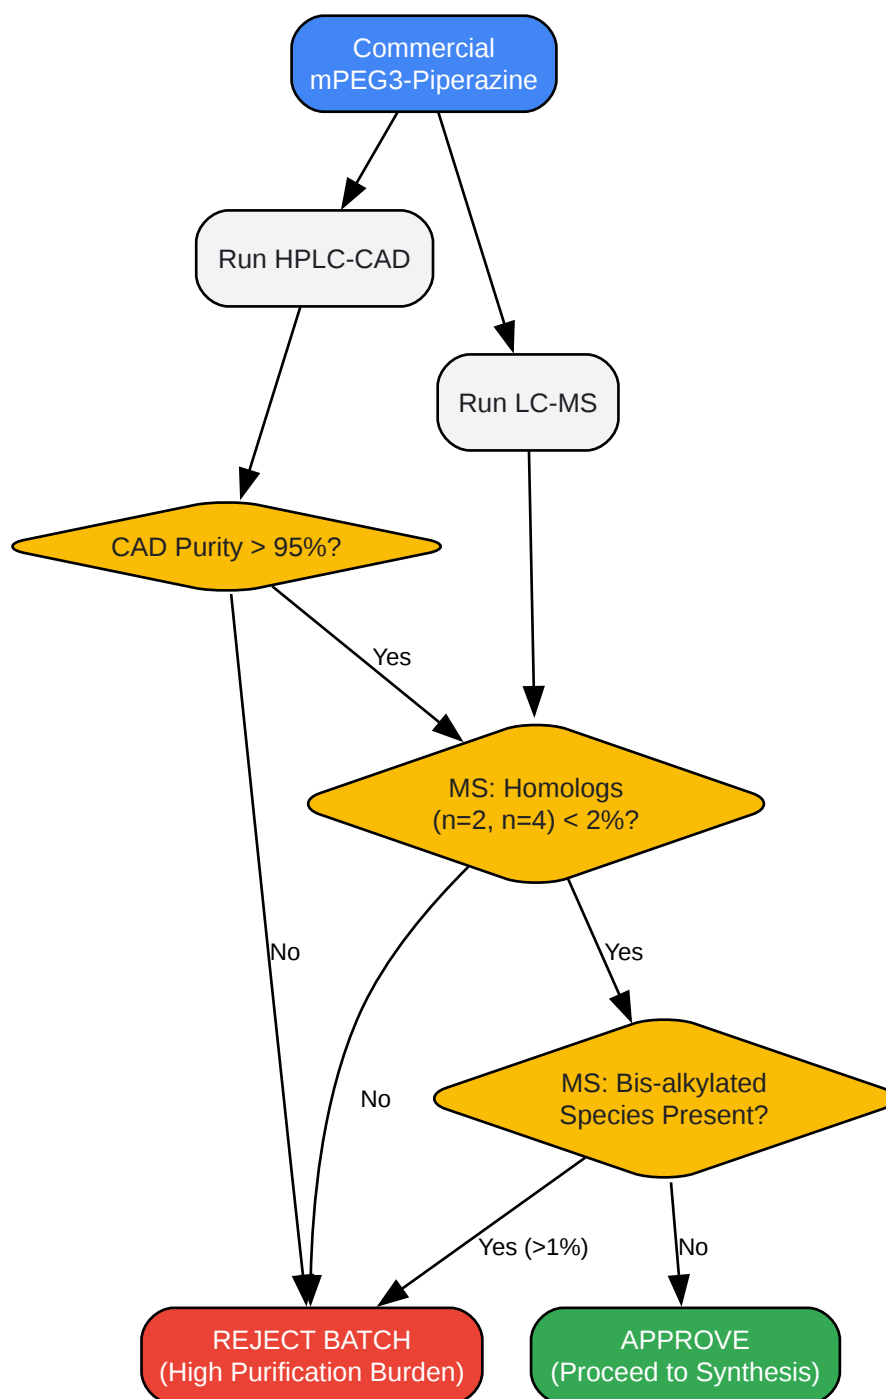 Commercial
mPEG3-Piperazine
Run HPLC-CAD
Run LC-MS
CAD Purity > 95%?
Yes
MS: Homologs
(n=2, n=4) < 2%?
No
Yes
MS: Bis-alkylated
Species Present?
No
Yes (>1%)
No
REJECT BATCH
(High Purification Burden)
APPROVE
(Proceed to Synthesis)